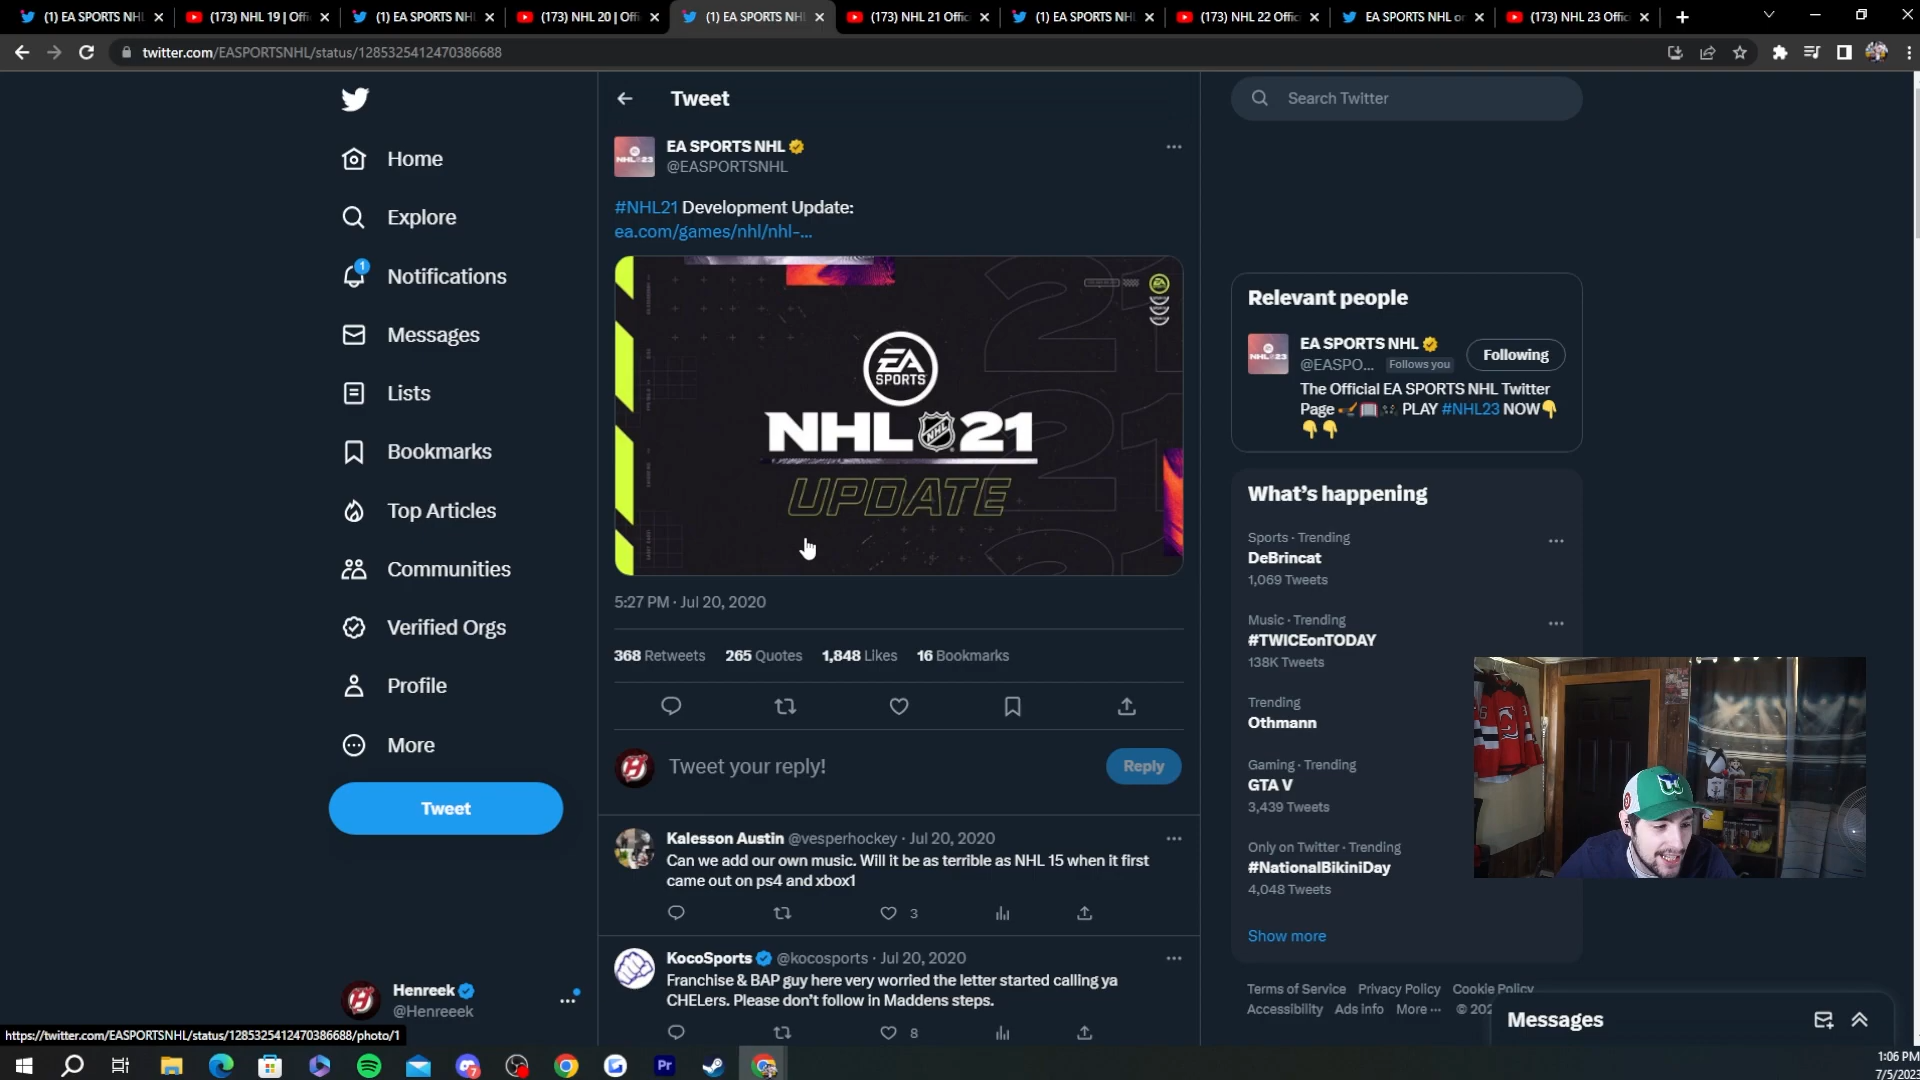 (1) EA SPORTS NHL
(173) NHL 19 | Offi
(1) EA SPORTS NHL
(173) NHL 20 | Offi
(1) EA SPORTS NHL
(173) NHL 21 Offic
(1) EA SPORTS NHL
(173) NHL 22 Offic
EA SPORTS NHL on
(173) NHL 23 Offic
twitter.com/EASPORTSNHL/status/1285325412470386688
Home
Explore
1
Notifications
Messages
Lists
Bookmarks
Top Articles
Communities
Verified Orgs
Profile
More
Tweet
Henreek
@Henreeek
Tweet
EA SPORTS NHL
@EASPORTSNHL
#NHL21 Development Update:
ea.com/games/nhl/nhl-...
EA
SPORTS
NHL 21
UPDATE
5:27 PM · Jul 20, 2020
368 Retweets 265 Quotes 1,848 Likes 16 Bookmarks
Tweet your reply!
Reply
Kalesson Austin @vesperhockey · Jul 20, 2020
Can we add our own music. Will it be as terrible as NHL 15 when it first
came out on ps4 and xbox1
3
KocoSports @kocosports · Jul 20, 2020
Franchise & BAP guy here very worried the letter started calling ya
CHELers. Please don't follow in Maddens steps.
8
Search Twitter
Relevant people
EA SPORTS NHL
@EASPO... Follows you
Following
The Official EA SPORTS NHL Twitter
Page PLAY #NHL23 NOW
What's happening
Sports · Trending
DeBrincat
1,069 Tweets
Music · Trending
#TWICEonTODAY
138K Tweets
Trending
Othmann
Gaming · Trending
GTA V
3,439 Tweets
Only on Twitter · Trending
#NationalBikiniDay
4,048 Tweets
Show more
Terms of Service Privacy Policy Cookie Policy
Accessibility Ads info More ··· © 202
Messages
https://twitter.com/EASPORTSNHL/status/1285325412470386688/photo/1
Pr
1:06 PM
7/5/2023